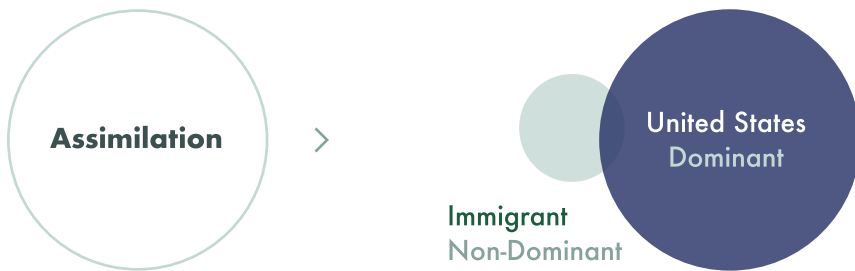 Assimilation
United States
Dominant
Immigrant
Non-Dominant